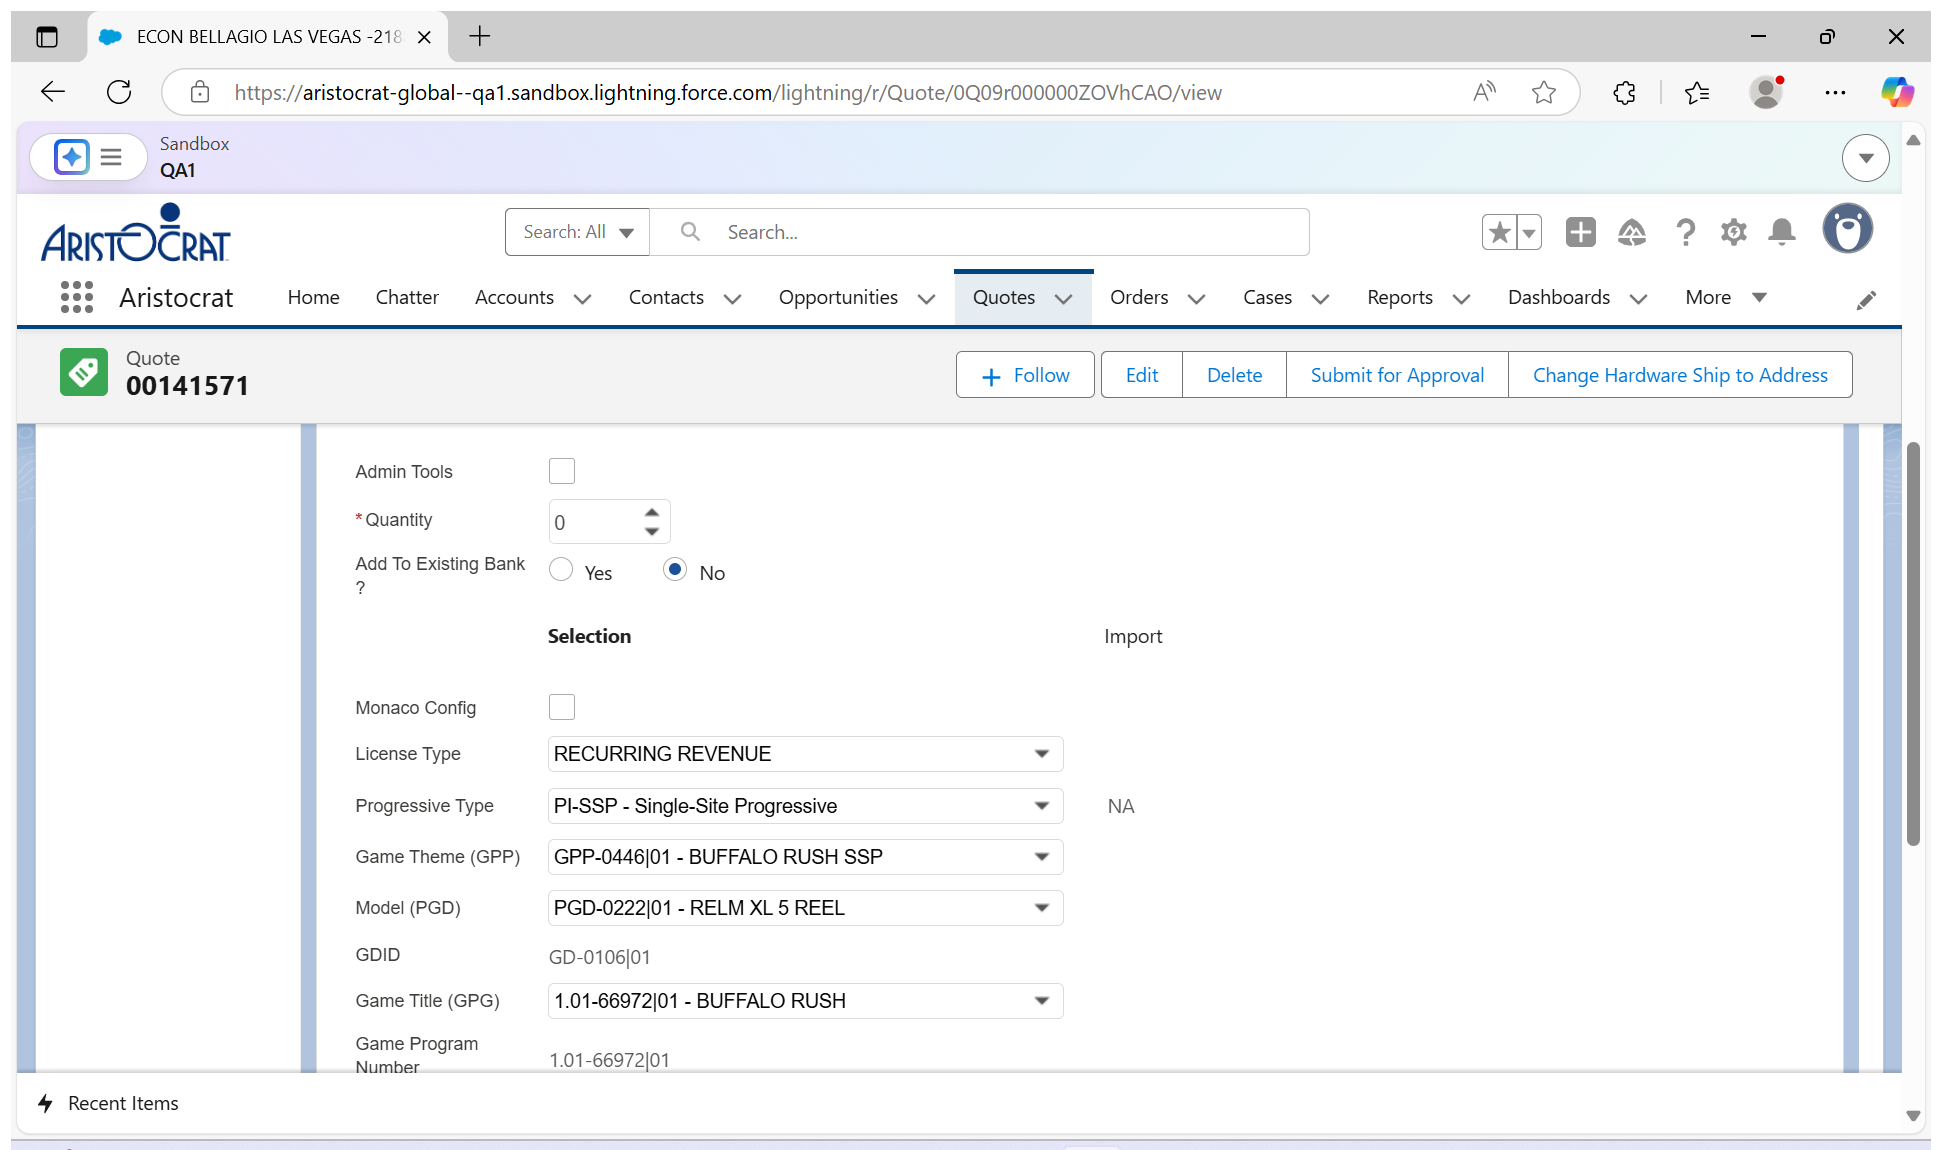 ECON BELLAGIO LAS VEGAS -218
https://aristocrat-global--qa1.sandbox.lightning.force.com/lightning/r/Quote/0Q09r000000ZOVhCAO/view
Sandbox
QA1
ARISTOCRAT
Search: All
Search...
Aristocrat
Home
Chatter
Accounts
Contacts
Opportunities
Quotes
Orders
Cases
Reports
Dashboards
More
Quote
00141571
Follow
Edit
Delete
Submit for Approval
Change Hardware Ship to Address
Admin Tools
*Quantity
0
Add To Existing Bank
?
Yes
No
Selection
Import
Monaco Config
License Type
RECURRING REVENUE
Progressive Type
PI-SSP - Single-Site Progressive
NA
Game Theme (GPP)
GPP-0446|01 - BUFFALO RUSH SSP
Model (PGD)
PGD-0222|01 - RELM XL 5 REEL
GDID
GD-0106|01
Game Title (GPG)
1.01-66972|01 - BUFFALO RUSH
Game Program
Number
1.01-66972|01
Recent Items